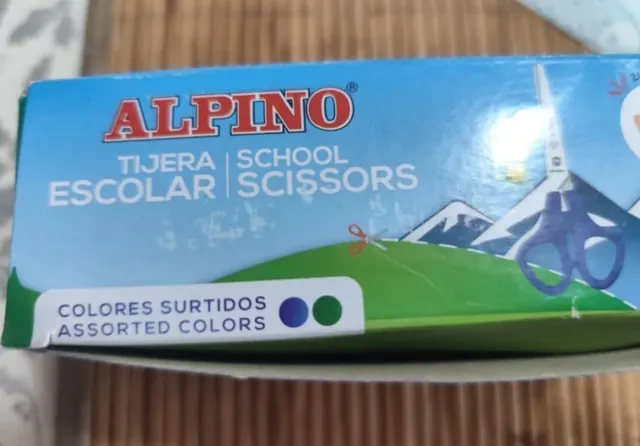 ALPINO®
TIJERA
ESCOLAR
SCHOOL
SCISSORS
COLORES SURTIDOS
ASSORTED COLORS